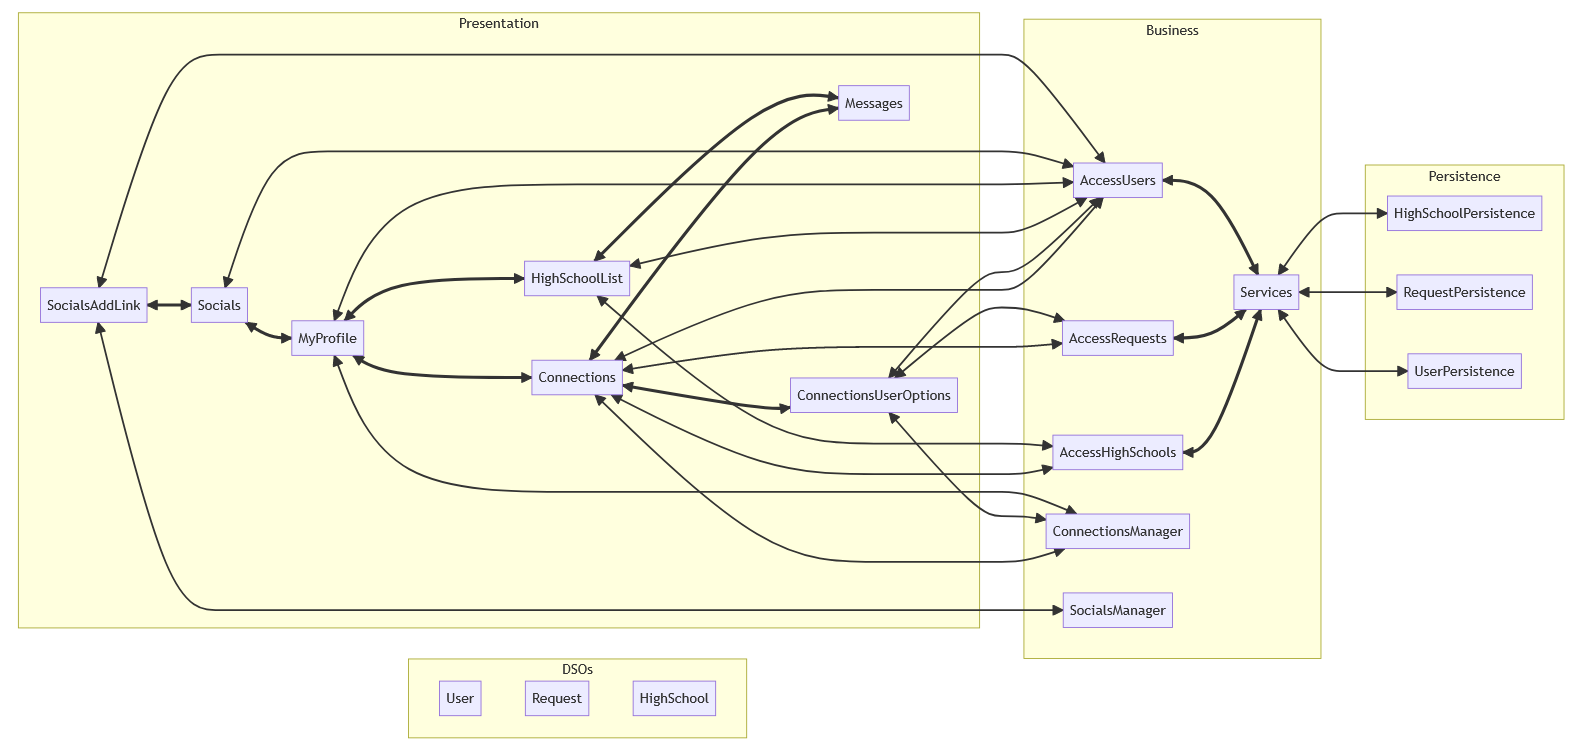 Presentation
Business
Messages
Persistence
AccessUsers
HighSchoolPersistence
HighSchoolList
SocialsAddLink
Socials
Services
RequestPersistence
MyProfile
AccessRequests
Connections
UserPersistence
ConnectionsUserOptions
AccessHighSchools
ConnectionsManager
SocialsManager
DSOs
User
Request
HighSchool